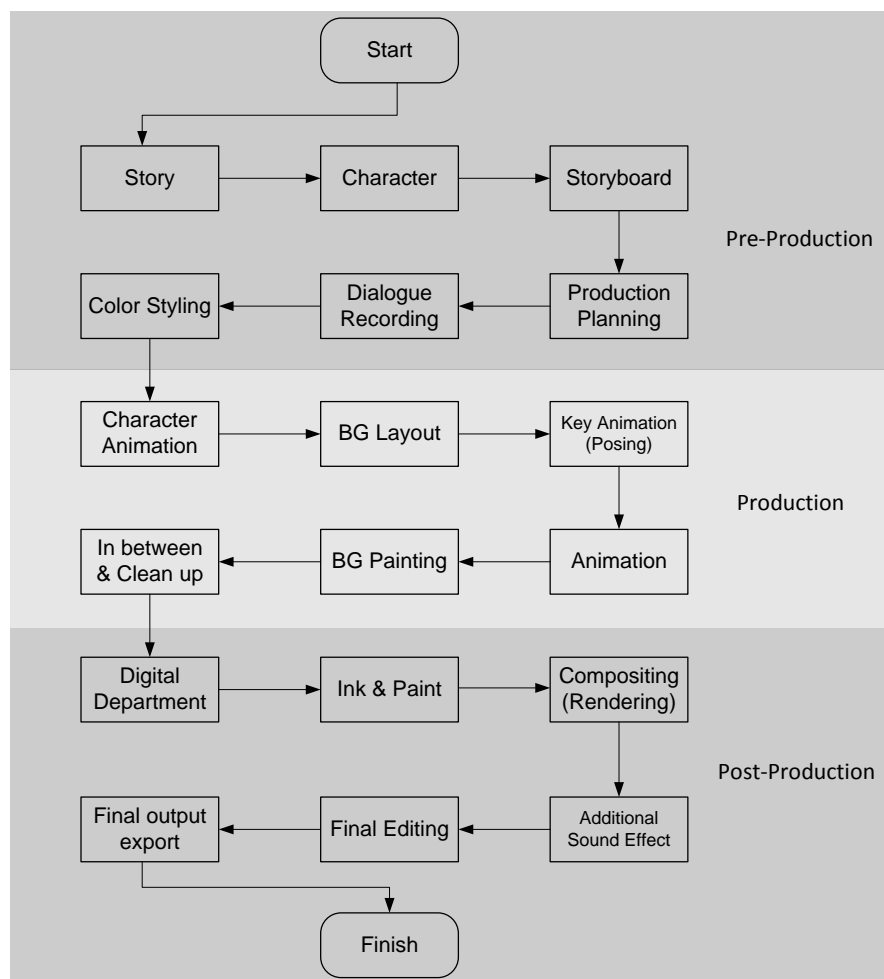 Start
Story
Character
Storyboard
Pre-Production
Production
Planning
Dialogue
Recording
Color Styling
Character
Animation
BG Layout
Key Animation
(Posing)
Production
Animation
BG Painting
In between
& Clean up
Digital
Department
Ink & Paint
Compositing
(Rendering)
Post-Production
Additional
Sound Effect
Final Editing
Final output
export
Finish